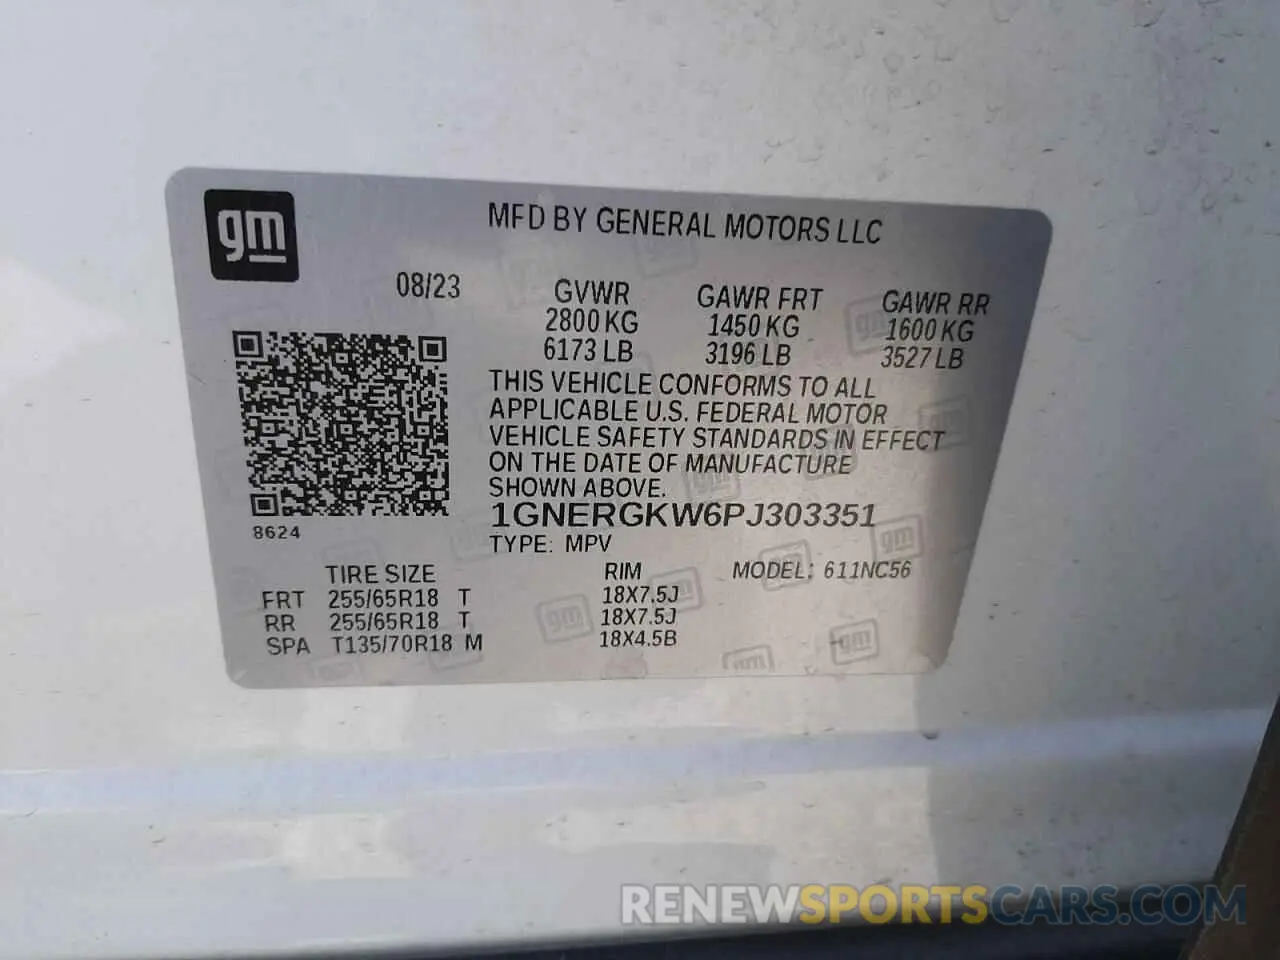 gm
MFD BY GENERAL MOTORS LLC
08/23
GVWR GAWR FRT GAWR RR
2800 KG 1450 KG 1600 KG
6173 LB 3196 LB 3527 LB
THIS VEHICLE CONFORMS TO ALL
APPLICABLE U.S. FEDERAL MOTOR
VEHICLE SAFETY STANDARDS IN EFFECT
ON THE DATE OF MANUFACTURE
SHOWN ABOVE.
1GNERGKW6PJ303351
8624
TYPE: MPV
TIRE SIZE RIM MODEL: 611NC56
FRT 255/65R18 T 18X7.5J
RR 255/65R18 T 18X7.5J
SPA T135/70R18 M 18X4.5B
RENEWSPORTSCARS.COM